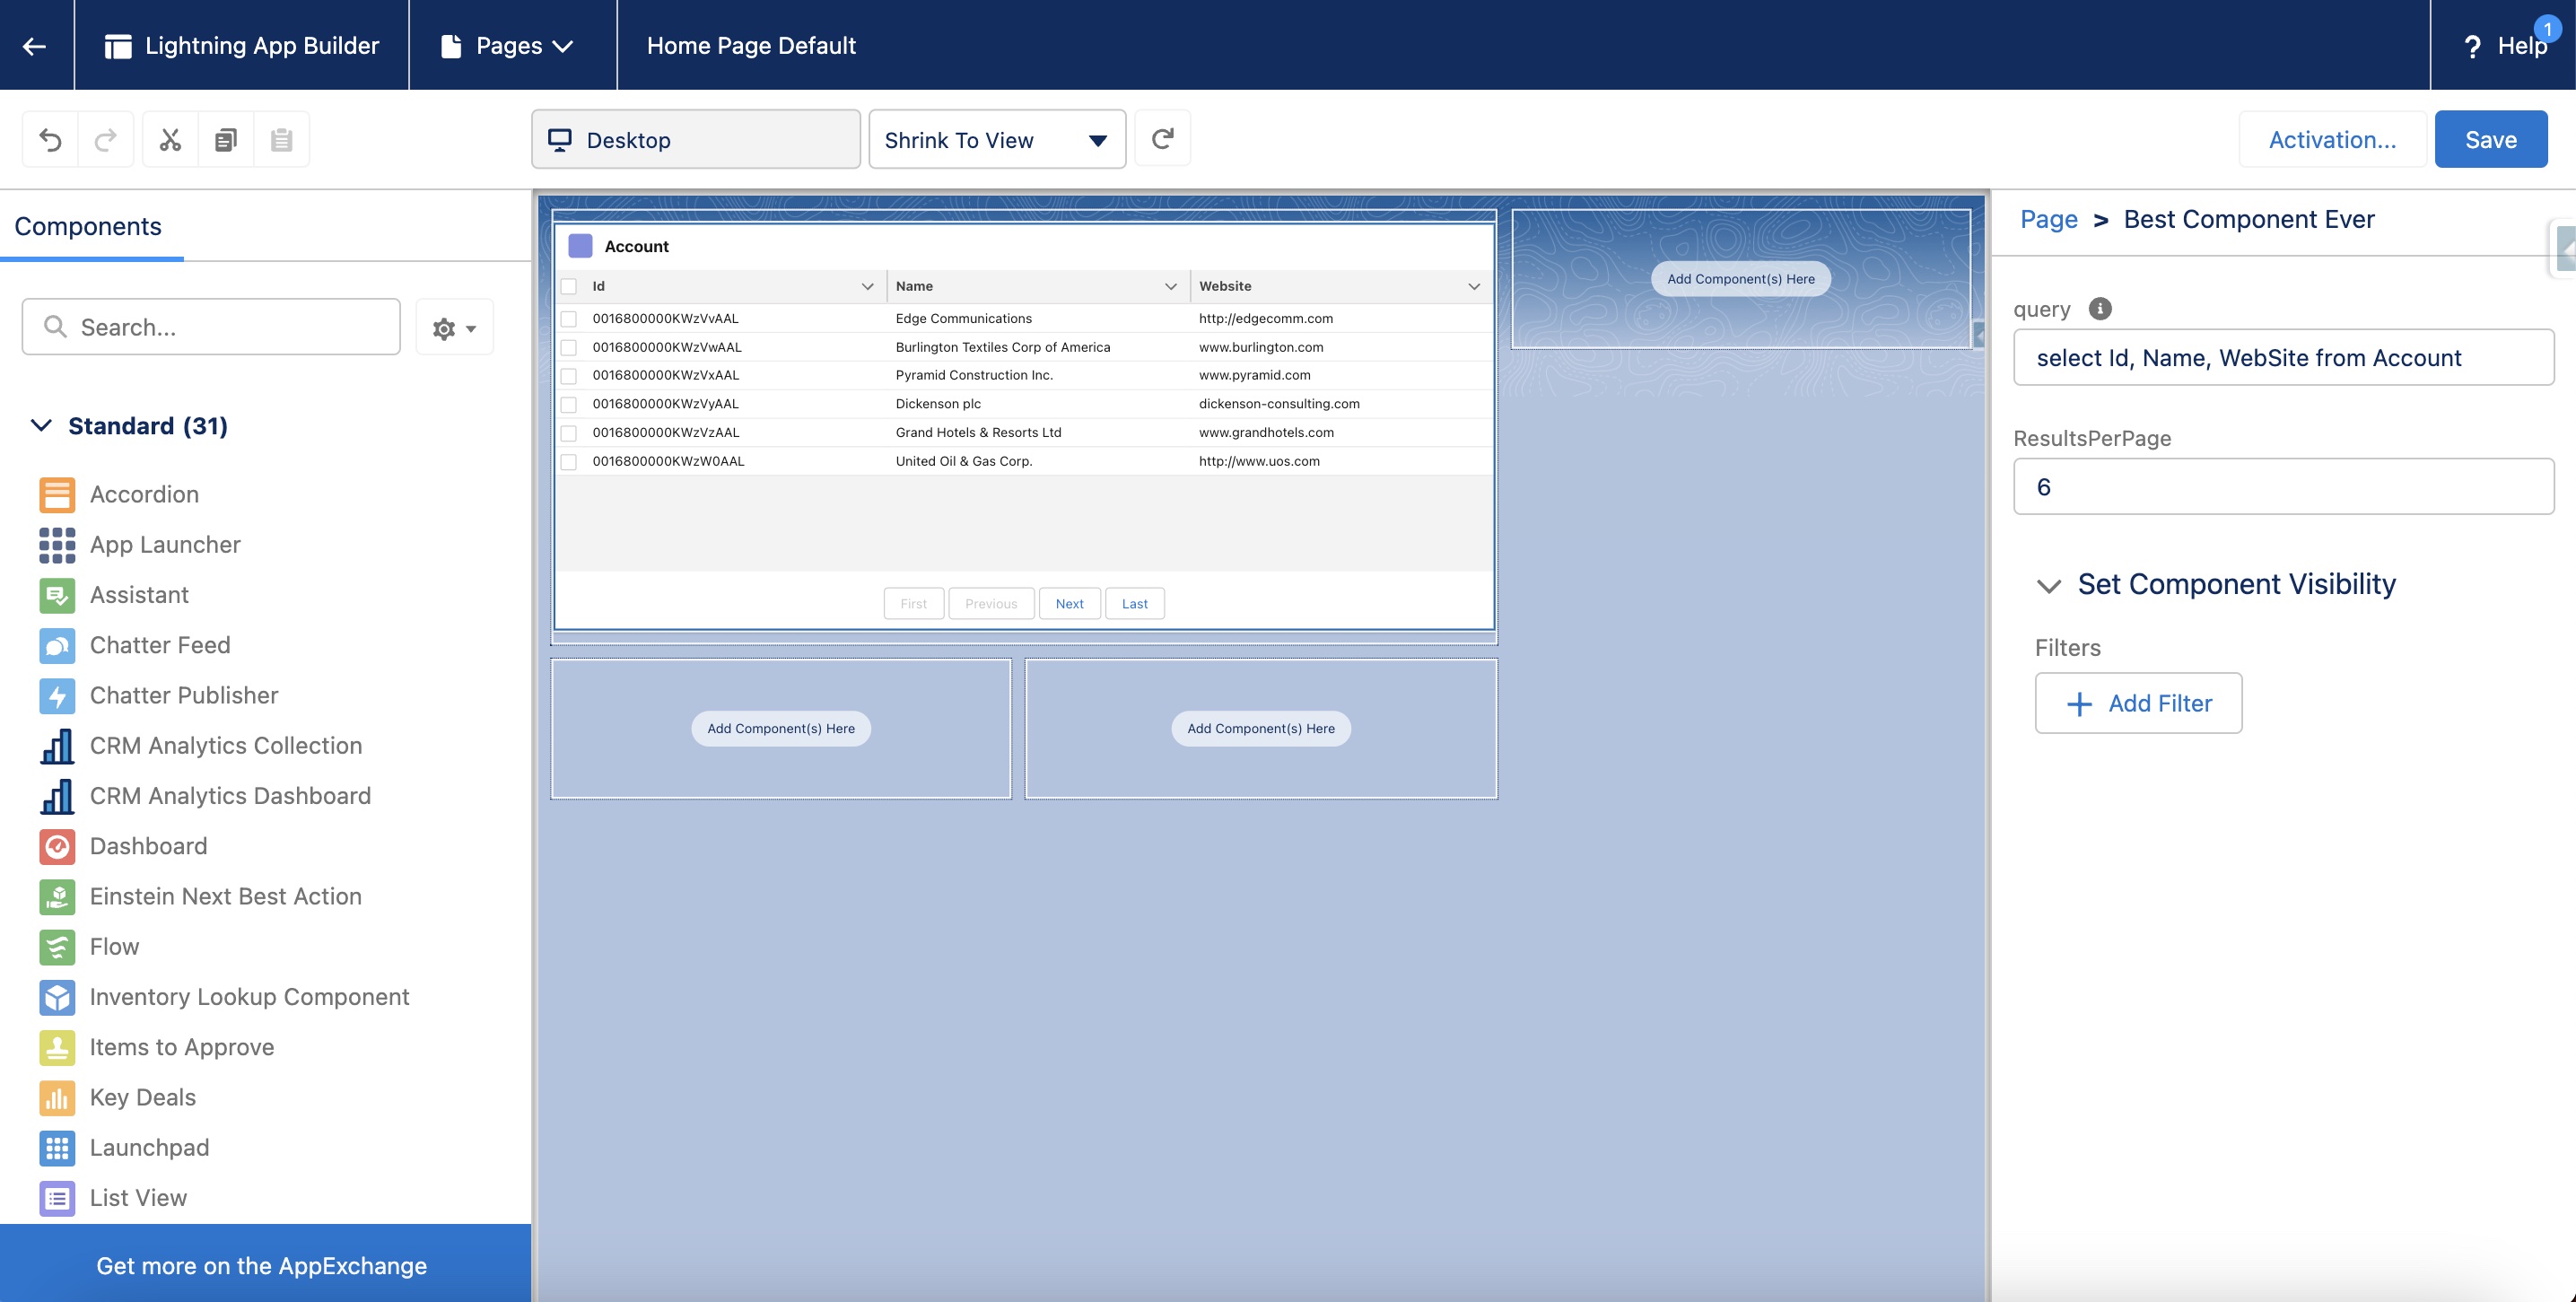 Lightning App Builder
Pages
Home Page Default
? Help
1
Desktop
Shrink To View
Activation...
Save
Components
Search...
Standard (31)
Accordion
App Launcher
Assistant
Chatter Feed
Chatter Publisher
CRM Analytics Collection
CRM Analytics Dashboard
Dashboard
Einstein Next Best Action
Flow
Inventory Lookup Component
Items to Approve
Key Deals
Launchpad
List View
Get more on the AppExchange
Account
Id Name Website
0016800000KWzVvAAL Edge Communications http://edgecomm.com
0016800000KWzVwAAL Burlington Textiles Corp of America www.burlington.com
0016800000KWzVxAAL Pyramid Construction Inc. www.pyramid.com
0016800000KWzVyAAL Dickenson plc dickenson-consulting.com
0016800000KWzVzAAL Grand Hotels & Resorts Ltd www.grandhotels.com
0016800000KWzW0AAL United Oil & Gas Corp. http://www.uos.com
First Previous Next Last
Add Component(s) Here
Add Component(s) Here
Add Component(s) Here
Page > Best Component Ever
query
select Id, Name, WebSite from Account
ResultsPerPage
6
Set Component Visibility
Filters
+ Add Filter